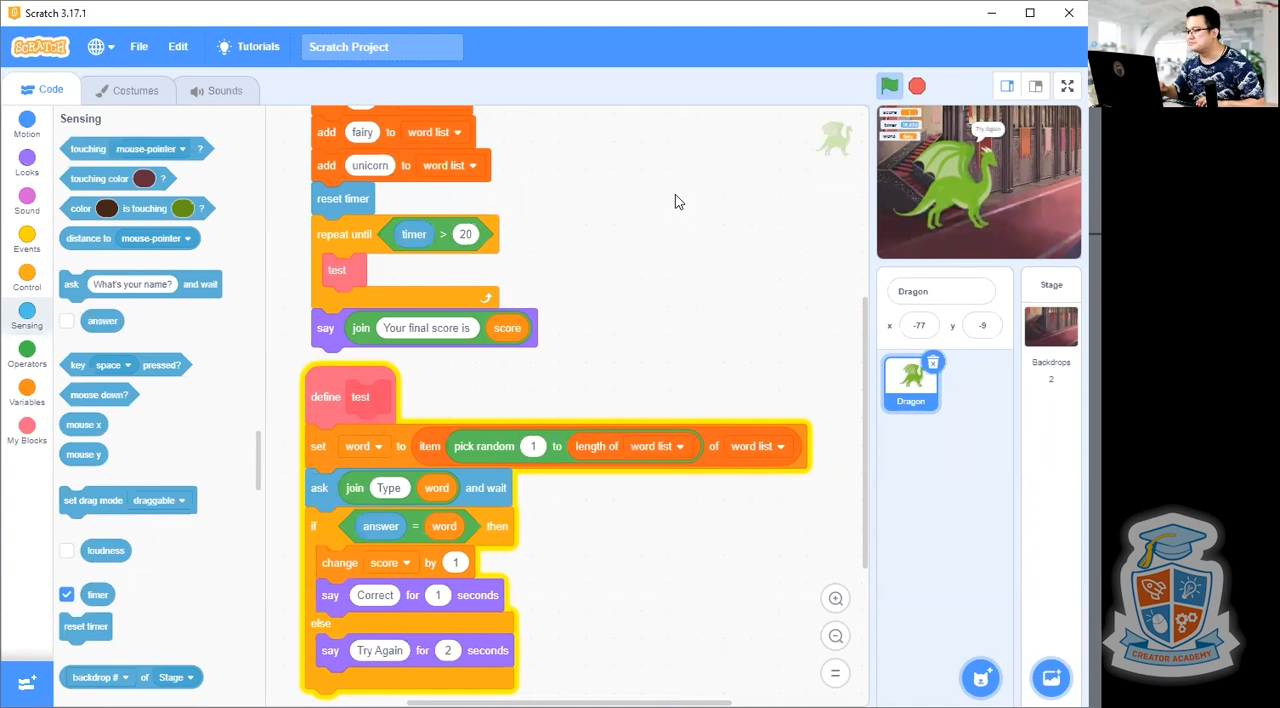 Scratch 3.17.1
SCRATCH
File
Edit
Tutorials
Scratch Project
Code
Costumes
Sounds
Motion
Looks
Sound
Events
Control
Sensing
Operators
Variables
My Blocks
Sensing
touching mouse-pointer ?
touching color ?
color is touching ?
distance to mouse-pointer
ask What's your name? and wait
answer
key space pressed?
mouse down?
mouse x
mouse y
set drag mode draggable
loudness
timer
reset timer
backdrop # of Stage
add fairy to word list
add unicorn to word list
reset timer
repeat until timer > 20
test
say join Your final score is score
define test
set word to item pick random 1 to length of word list of word list
ask join Type word and wait
if answer = word then
change score by 1
say Correct for 1 seconds
else
say Try Again for 2 seconds
score
timer
word
Try Again
Dragon
x -77 y -9
Dragon
Stage
Backdrops
2
CREATOR ACADEMY